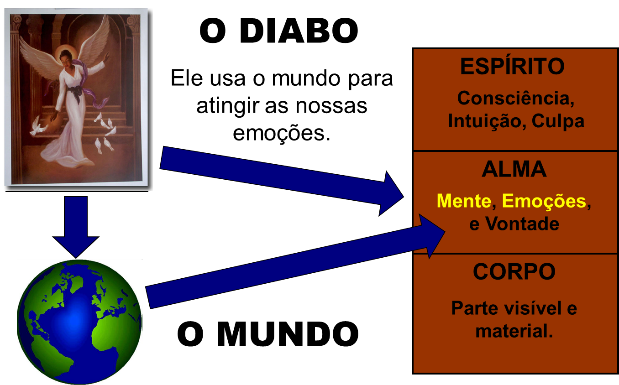 O DIABO
Ele usa o mundo para
atingir as nossas
emoções.
ESPÍRITO
Consciência,
Intuição, Culpa
ALMA
Mente, Emoções,
e Vontade
CORPO
Parte visível e
material.
O MUNDO